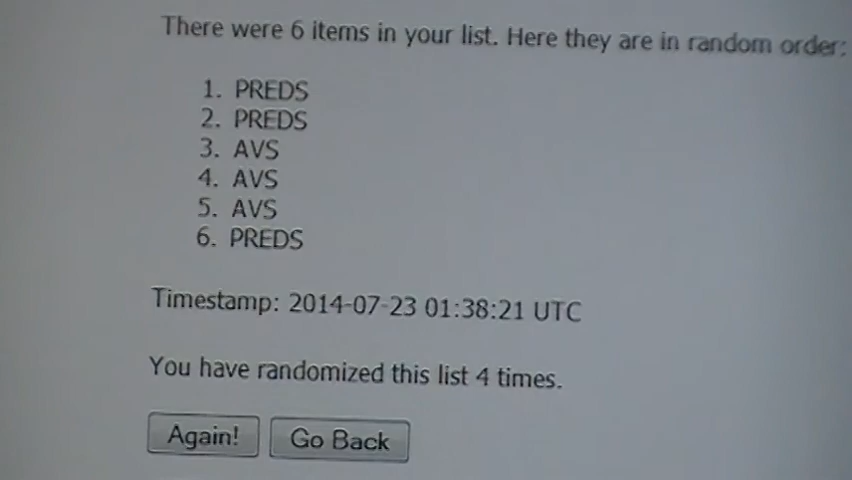 There were 6 items in your list. Here they are in random order:
1. PREDS
2. PREDS
3. AVS
4. AVS
5. AVS
6. PREDS
Timestamp: 2014-07-23 01:38:21 UTC
You have randomized this list 4 times.
Again! Go Back